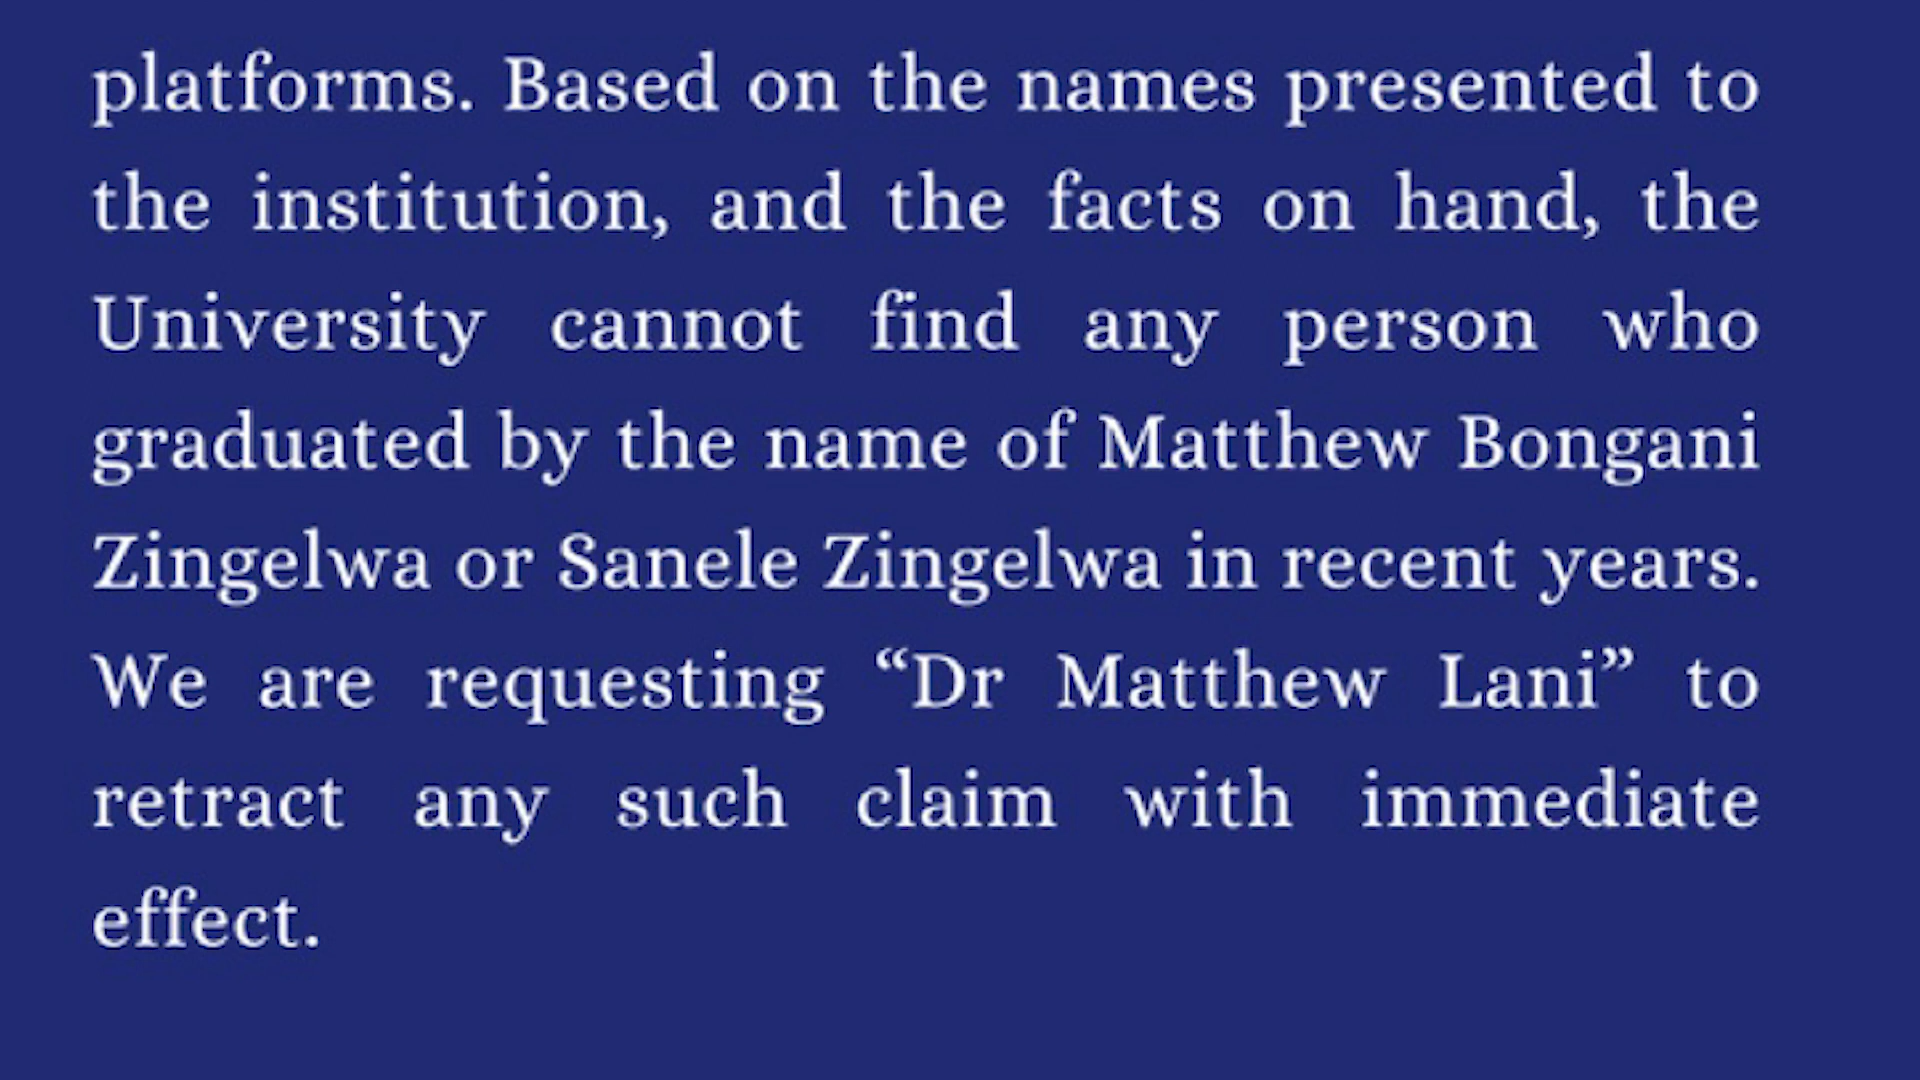 platforms. Based on the names presented to
the institution, and the facts on hand, the
University cannot find any person who
graduated by the name of Matthew Bongani
Zingelwa or Sanele Zingelwa in recent years.
We are requesting “Dr Matthew Lani” to
retract any such claim with immediate
effect.